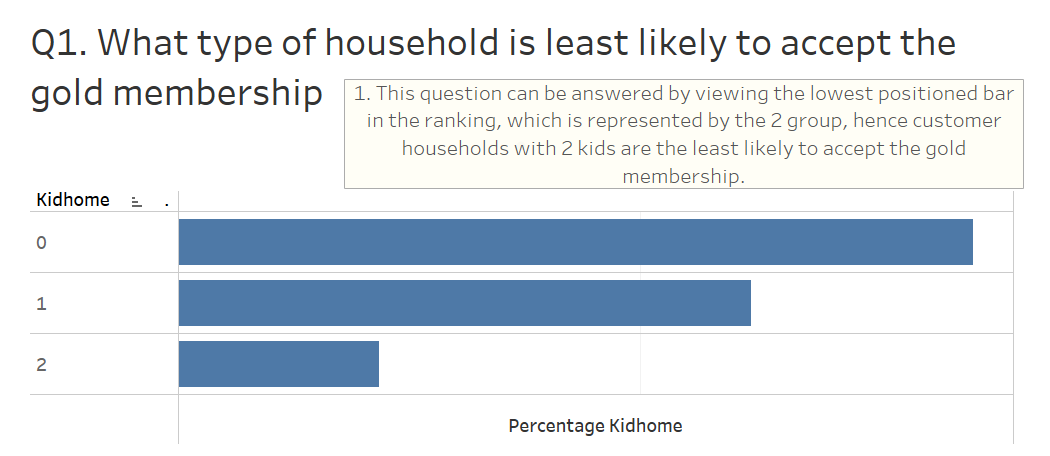 Q1. What type of household is least likely to accept the
gold membership
1. This question can be answered by viewing the lowest positioned bar
in the ranking, which is represented by the 2 group, hence customer
households with 2 kids are the least likely to accept the gold
membership.
Kidhome .
0
1
2
Percentage Kidhome